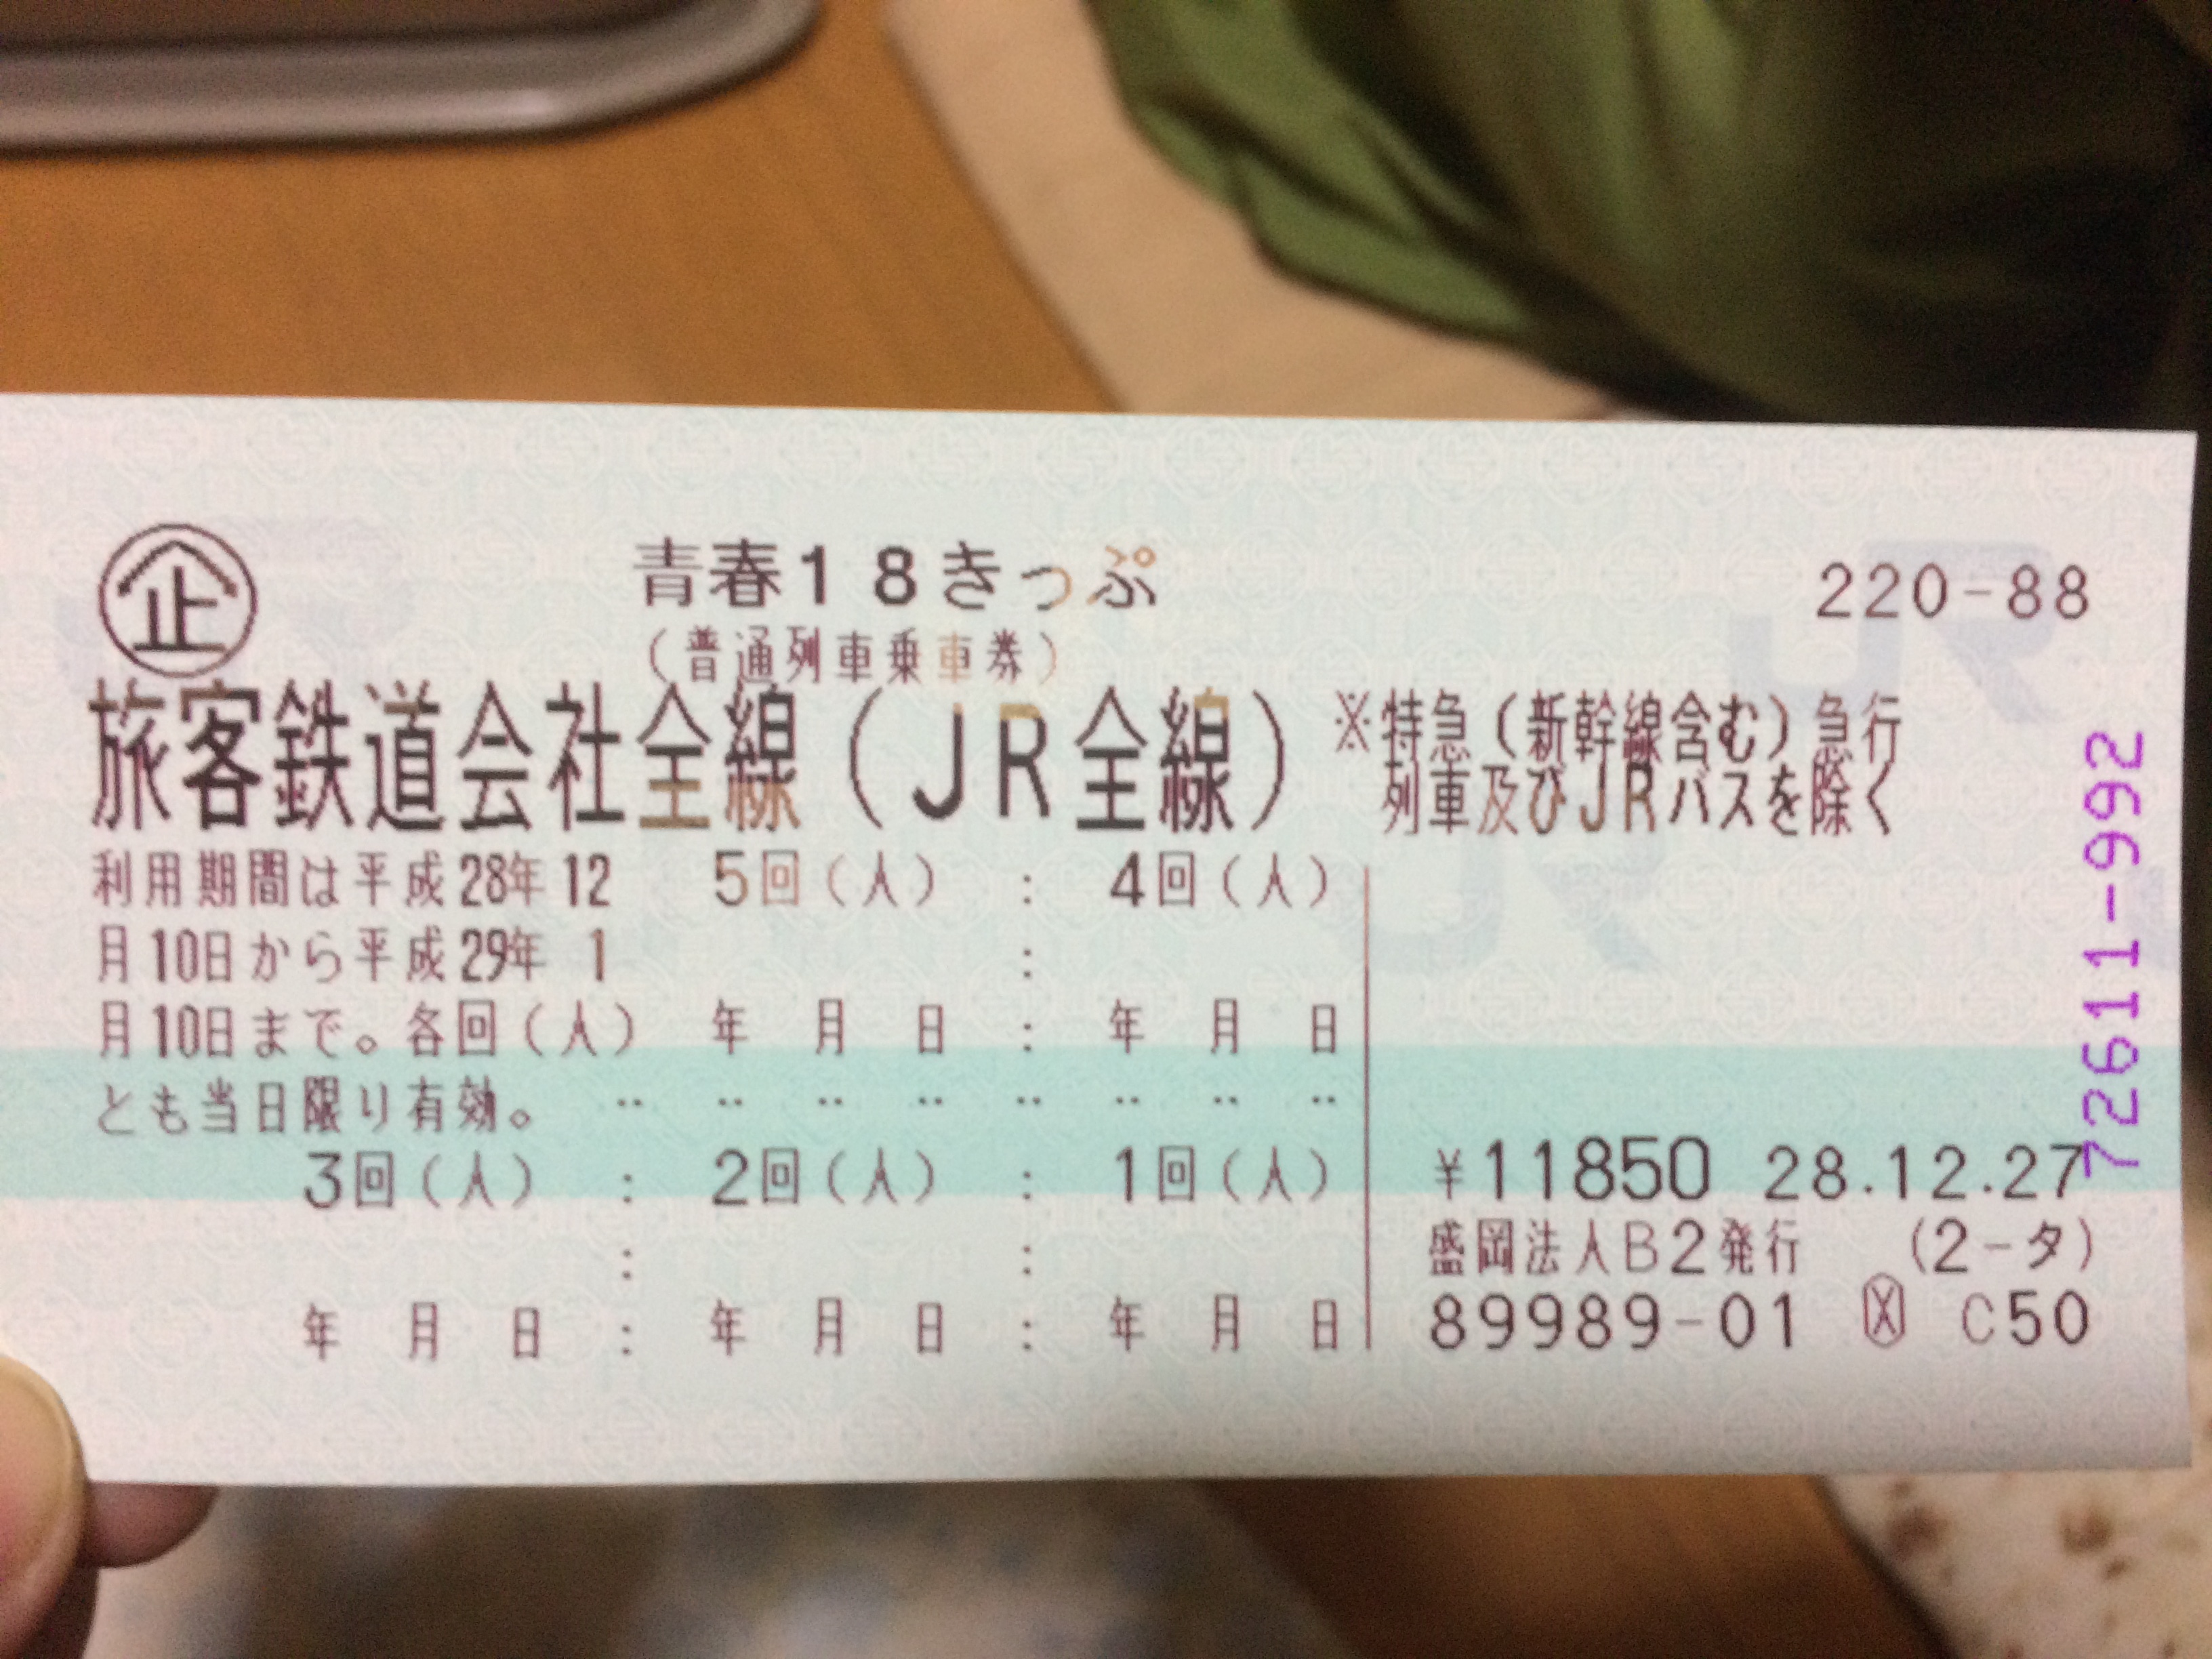 企 青春18きっぷ 220-88
(普通列車乗車券)
旅客鉄道会社全線(JR全線) ※特急(新幹線含む)急行
列車及びJRバスを除く
利用期間は平成28年12
月10日から平成29年 1
月10日まで。各回(人)
とも当日限り有効。
5回(人) : 4回(人)
:
年 月 日 : 年 月 日
‥ ‥ ‥ ‥ ‥ ‥ ‥ ‥
3回(人) : 2回(人) : 1回(人)
: :
年 月 日 : 年 月 日 : 年 月 日
¥11850 28.12.27
盛岡法人B2発行 (2-タ)
89989-01 C50
72611-992
JR
JR